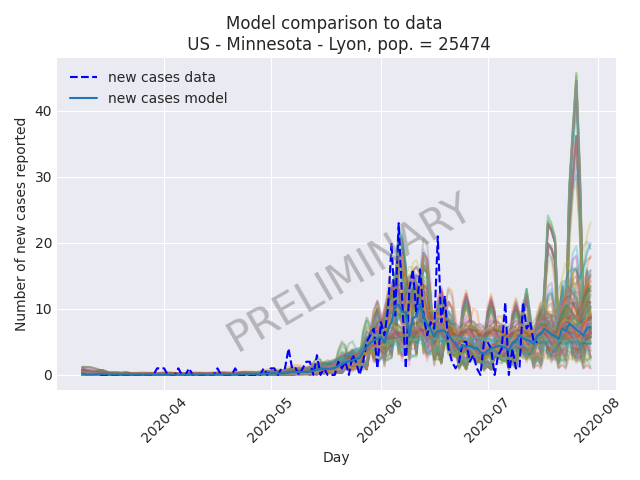 Model comparison to data
US - Minnesota - Lyon, pop. = 25474
new cases data
new cases model
Number of new cases reported
40
30
20
10
0
PRELIMINARY
2020-04
2020-05
2020-06
2020-07
2020-08
Day